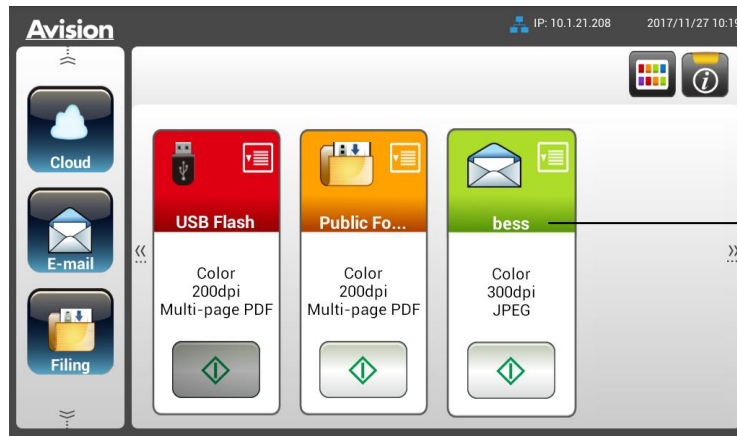 Avision
IP: 10.1.21.208
2017/11/27 10:19
Cloud
E-mail
Filing
USB Flash
Color
200dpi
Multi-page PDF
Public Fo...
Color
200dpi
Multi-page PDF
bess
Color
300dpi
JPEG